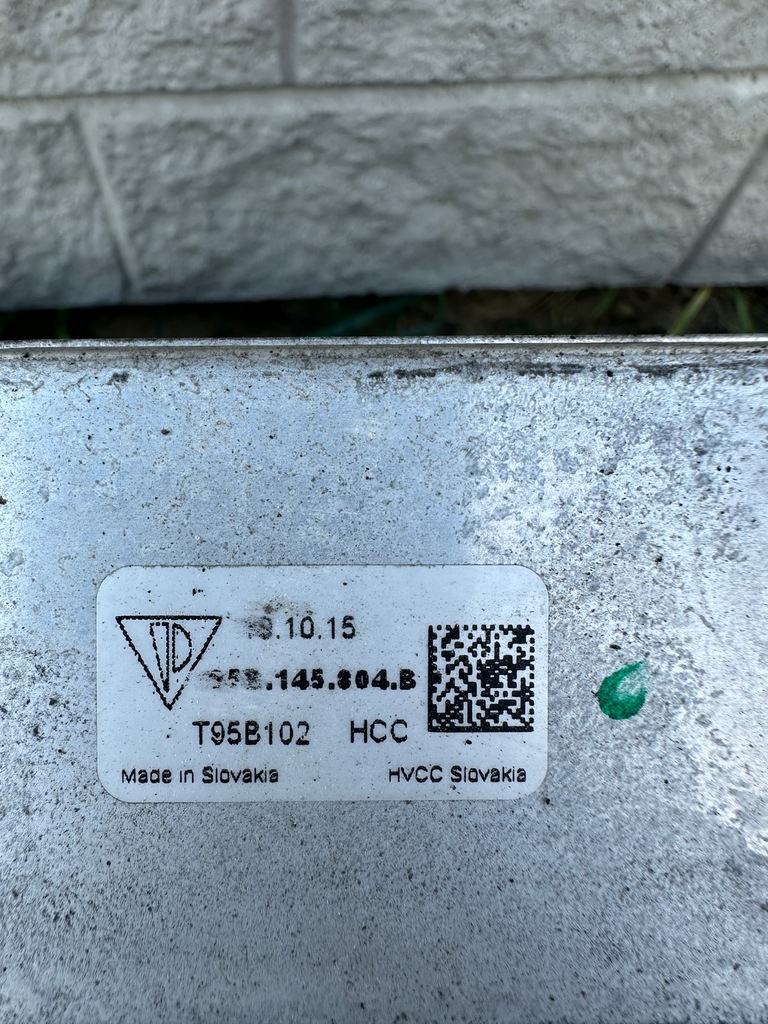 .10.15
.145.804.B
T95B102 HCC
Made in Slovakia HVCC Slovakia